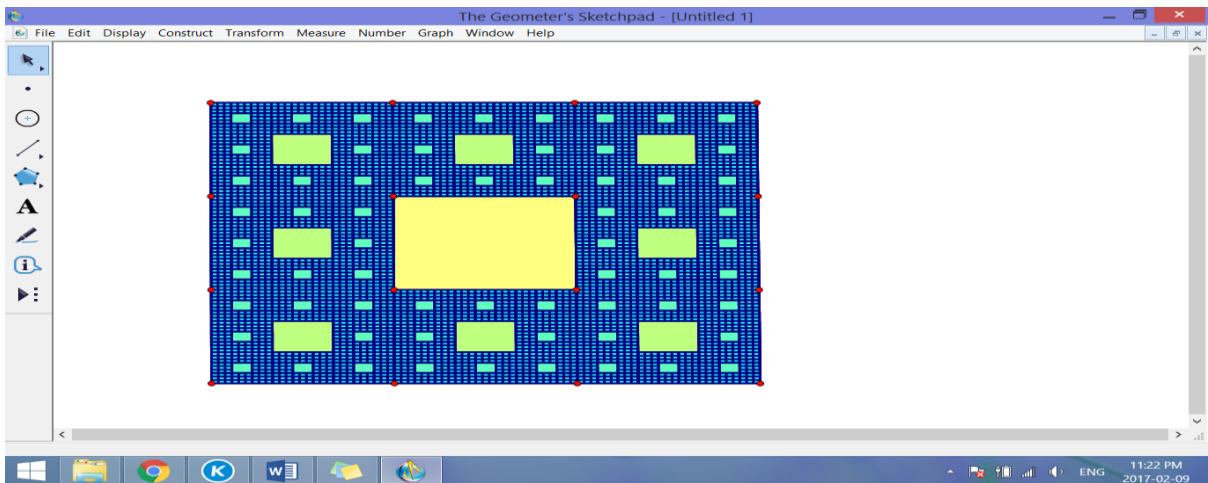 The Geometer's Sketchpad - [Untitled 1]
File Edit Display Construct Transform Measure Number Graph Window Help
A
i
K
W
ENG
11:22 PM
2017-02-09